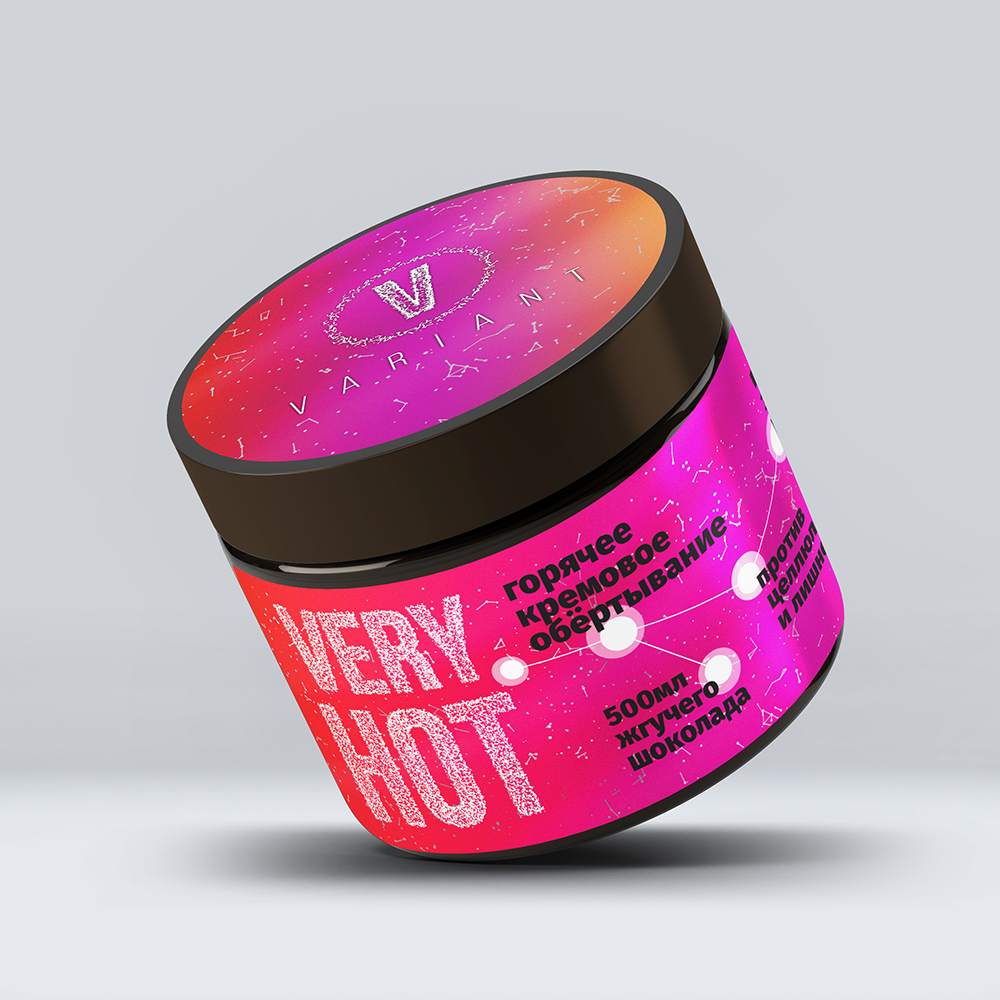 V
VARIANT
VERY
HOT
горячее
кремовое
обёртывание
500мл
жгучего
шоколада
против
и